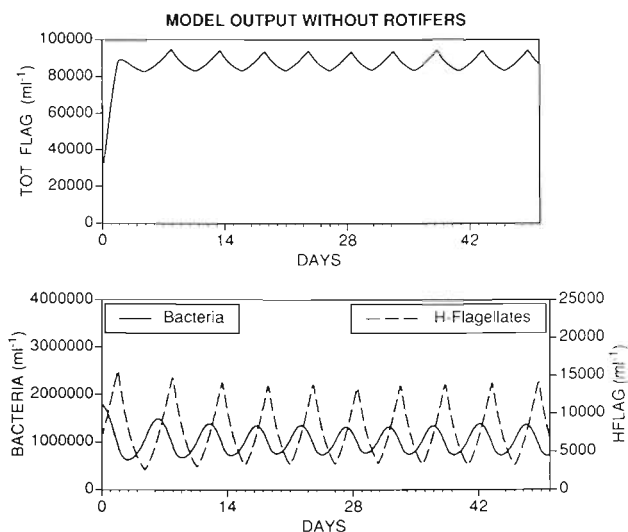 MODEL OUTPUT WITHOUT ROTIFERS
TOT FLAG (ml-1)
100000
80000
60000
40000
20000
0
0 14 28 42
DAYS
BACTERIA (ml-1)
4000000
3000000
2000000
1000000
0
Bacteria
H-Flagellates
25000
20000
15000
10000
5000
0
HFLAG (ml-1)
0 14 28 42
DAYS